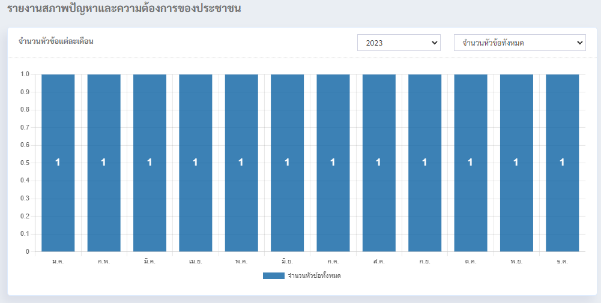 รายงานสภาพปัญหาและความต้องการของประชาชน
จำนวนหัวข้อแต่ละเดือน
2023
จำนวนหัวข้อทั้งหมด
1.0
0.9
0.8
0.7
0.6
0.5
0.4
0.3
0.2
0.1
0
1 1 1 1 1 1 1 1 1 1 1 1
ม.ค. ก.พ. มี.ค. เม.ย. พ.ค. มิ.ย. ก.ค. ส.ค. ก.ย. ต.ค. พ.ย. ธ.ค.
จำนวนหัวข้อทั้งหมด